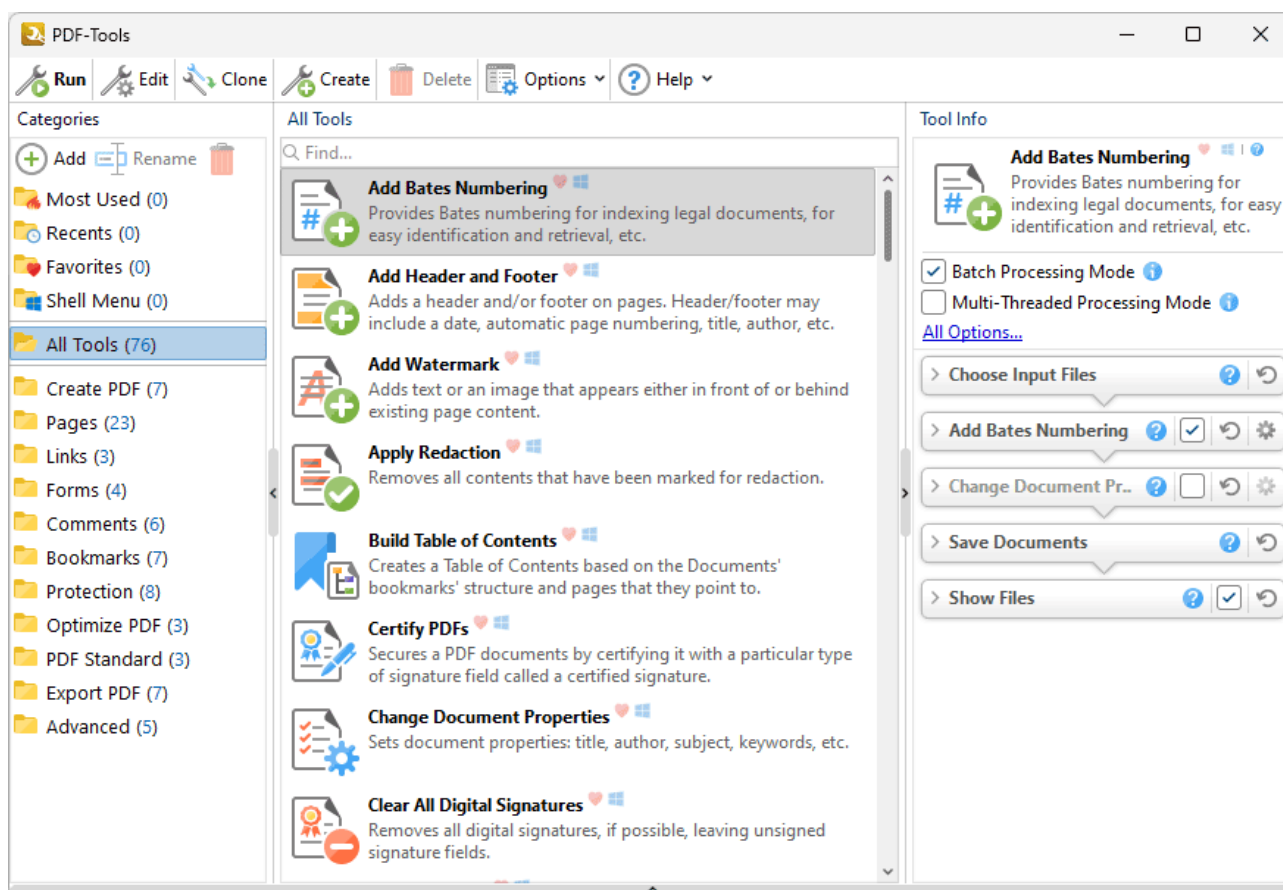 PDF-Tools
Run Edit Clone Create Delete Options Help
Categories
Add Rename
Most Used (0)
Recents (0)
Favorites (0)
Shell Menu (0)
All Tools (76)
Create PDF (7)
Pages (23)
Links (3)
Forms (4)
Comments (6)
Bookmarks (7)
Protection (8)
Optimize PDF (3)
PDF Standard (3)
Export PDF (7)
Advanced (5)
All Tools
Find...
Add Bates Numbering
Provides Bates numbering for indexing legal documents, for
easy identification and retrieval, etc.
Add Header and Footer
Adds a header and/or footer on pages. Header/footer may
include a date, automatic page numbering, title, author, etc.
Add Watermark
Adds text or an image that appears either in front of or behind
existing page content.
Apply Redaction
Removes all contents that have been marked for redaction.
Build Table of Contents
Creates a Table of Contents based on the Documents'
bookmarks' structure and pages that they point to.
Certify PDFs
Secures a PDF documents by certifying it with a particular type
of signature field called a certified signature.
Change Document Properties
Sets document properties: title, author, subject, keywords, etc.
Clear All Digital Signatures
Removes all digital signatures, if possible, leaving unsigned
signature fields.
Tool Info
Add Bates Numbering
Provides Bates numbering for
indexing legal documents, for easy
identification and retrieval, etc.
Batch Processing Mode
Multi-Threaded Processing Mode
All Options...
Choose Input Files
Add Bates Numbering
Change Document Pr..
Save Documents
Show Files